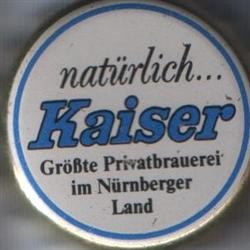 natürlich...
Kaiser
Größte Privatbrauerei
im Nürnberger
Land